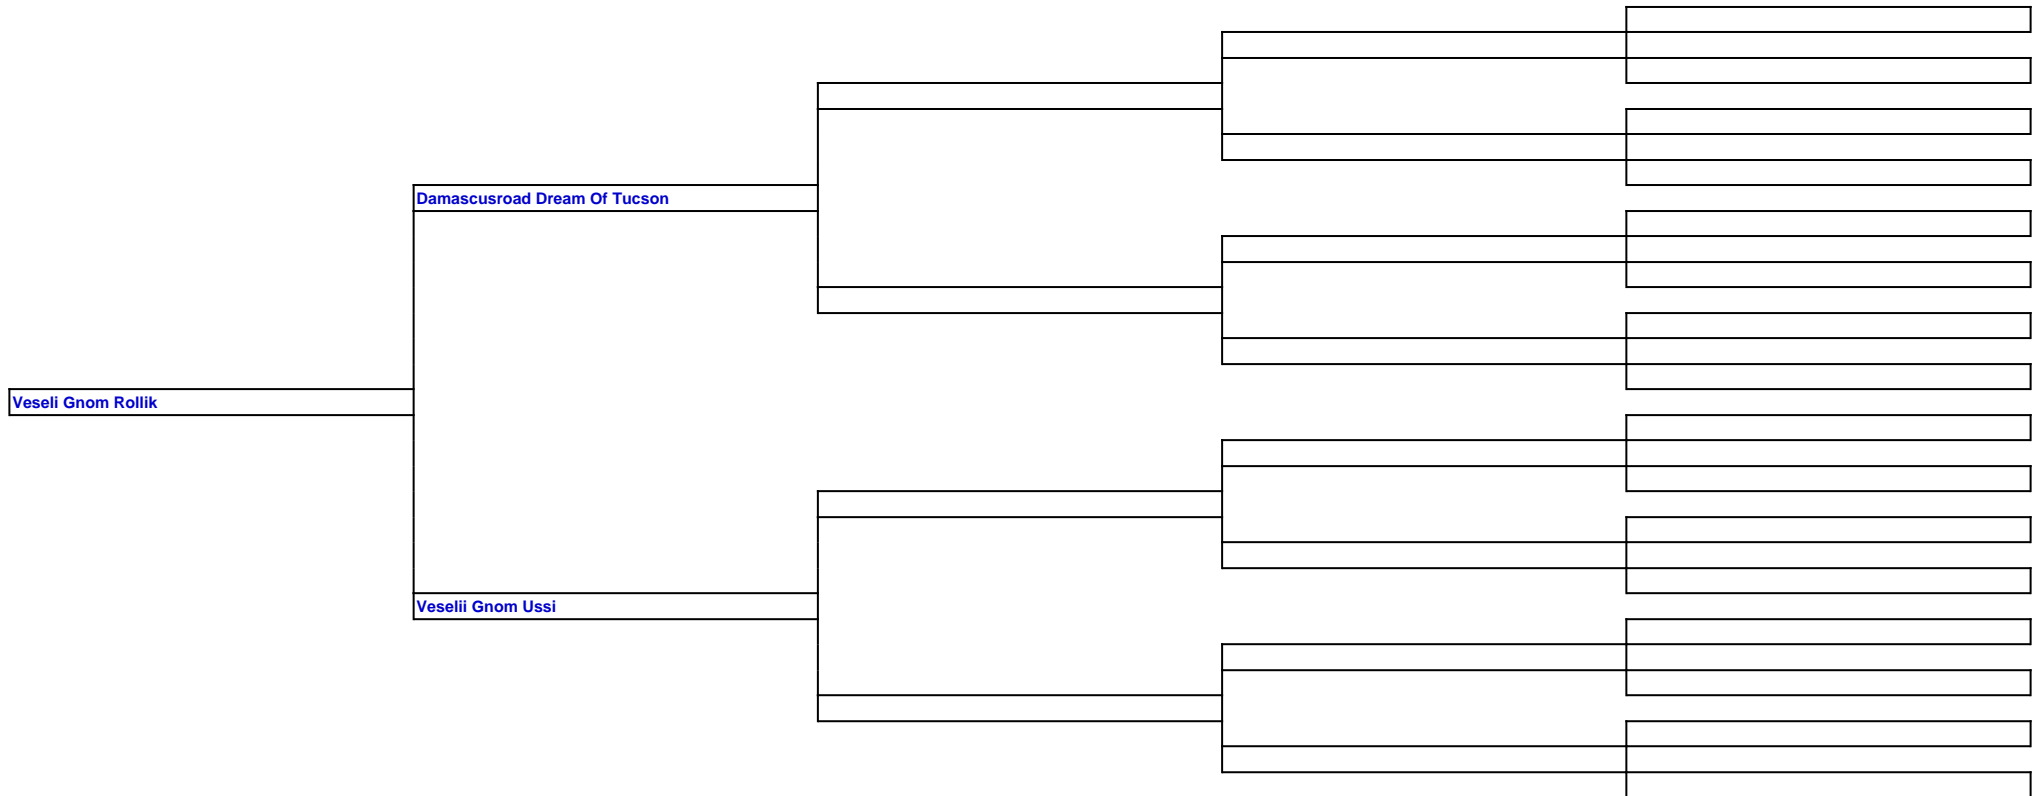 Damascusroad Dream Of Tucson
Veseli Gnom Rollik
Veselii Gnom Ussi